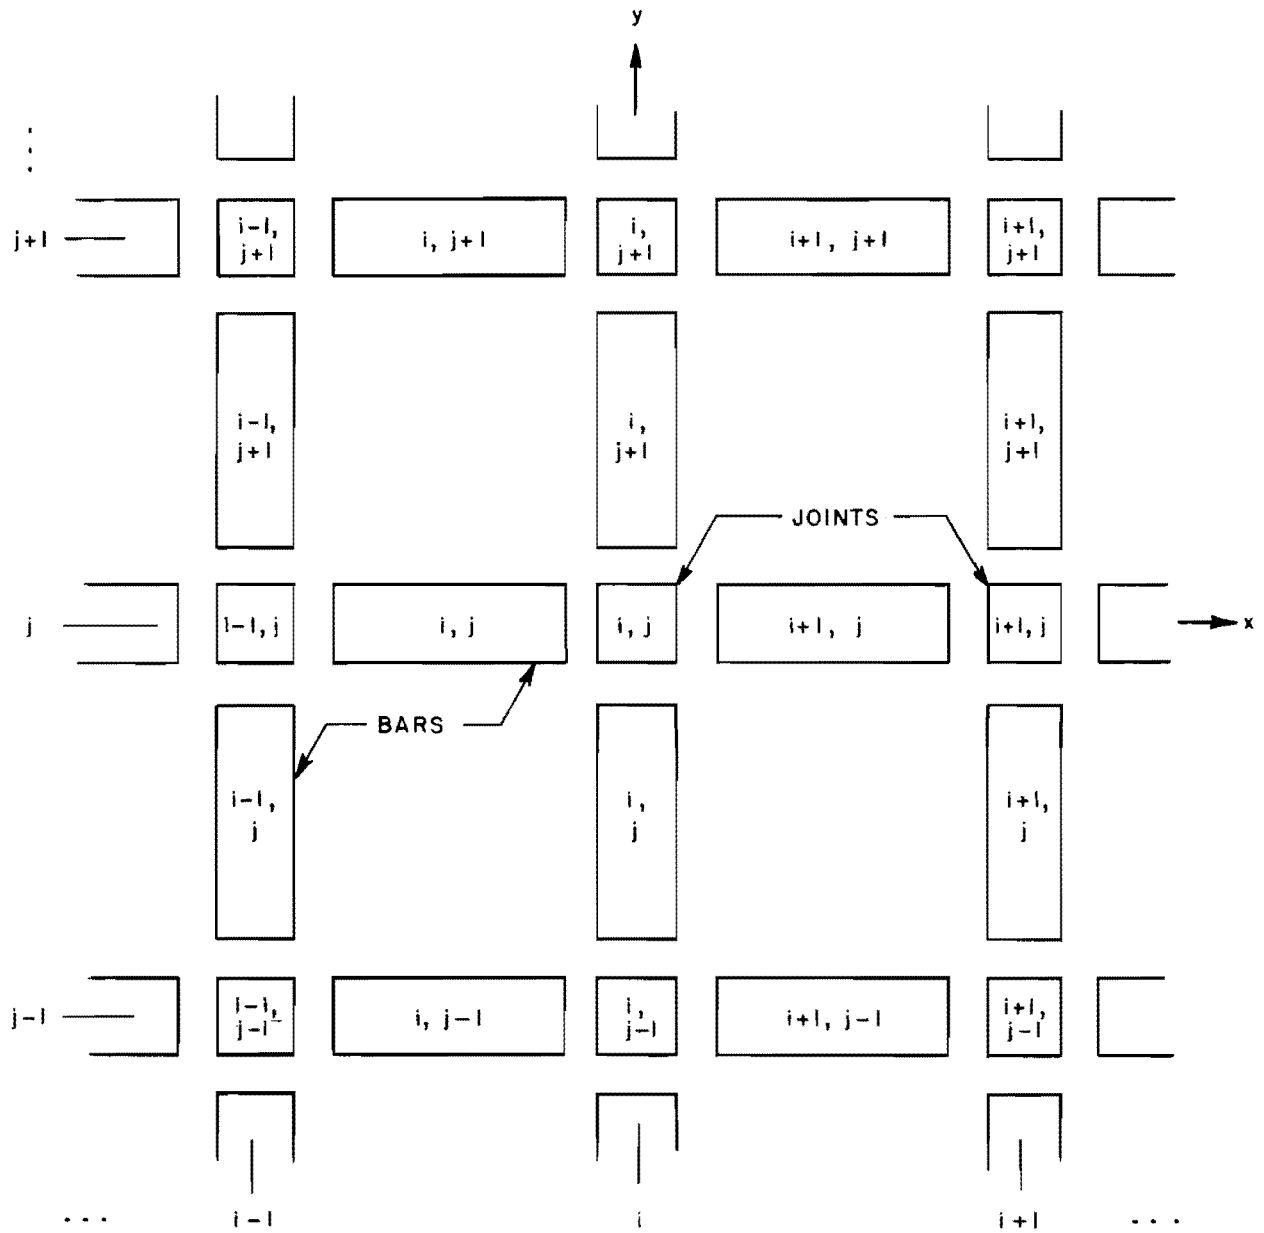 y
j+1
i-1,
j+1
i, j+1
i,
j+1
i+1, j+1
i+1,
j+1
i-1,
j+1
i,
j+1
i+1,
j+1
JOINTS
j
i-1, j
i, j
i, j
i+1, j
i+1, j
x
BARS
i-1,
j
i,
j
i+1,
j
j-1
i-1,
j-1
i, j-1
i,
j-1
i+1, j-1
i+1,
j-1
... i-1 i i+1 ...